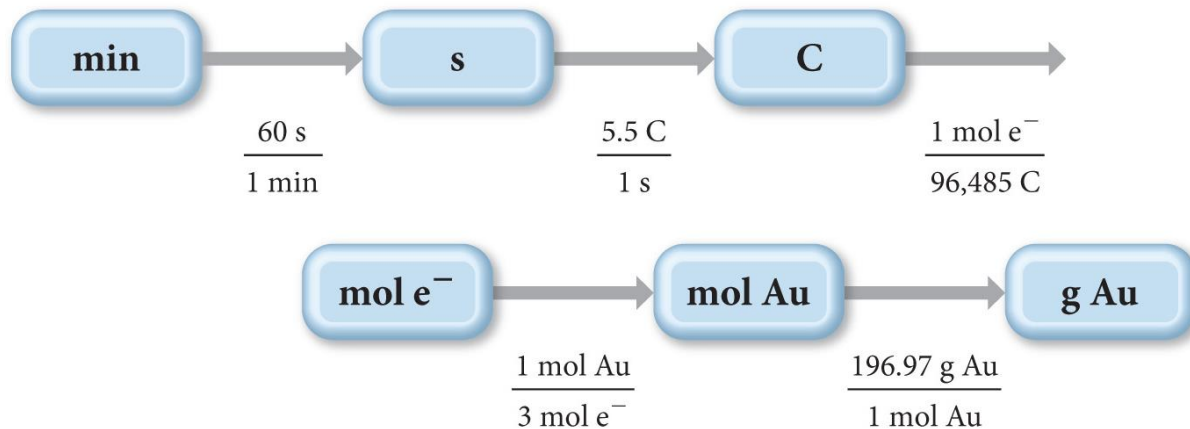 min s C
60 s 5.5 C 1 mol e⁻
1 min 1 s 96,485 C
mol e⁻ mol Au g Au
1 mol Au 196.97 g Au
3 mol e⁻ 1 mol Au